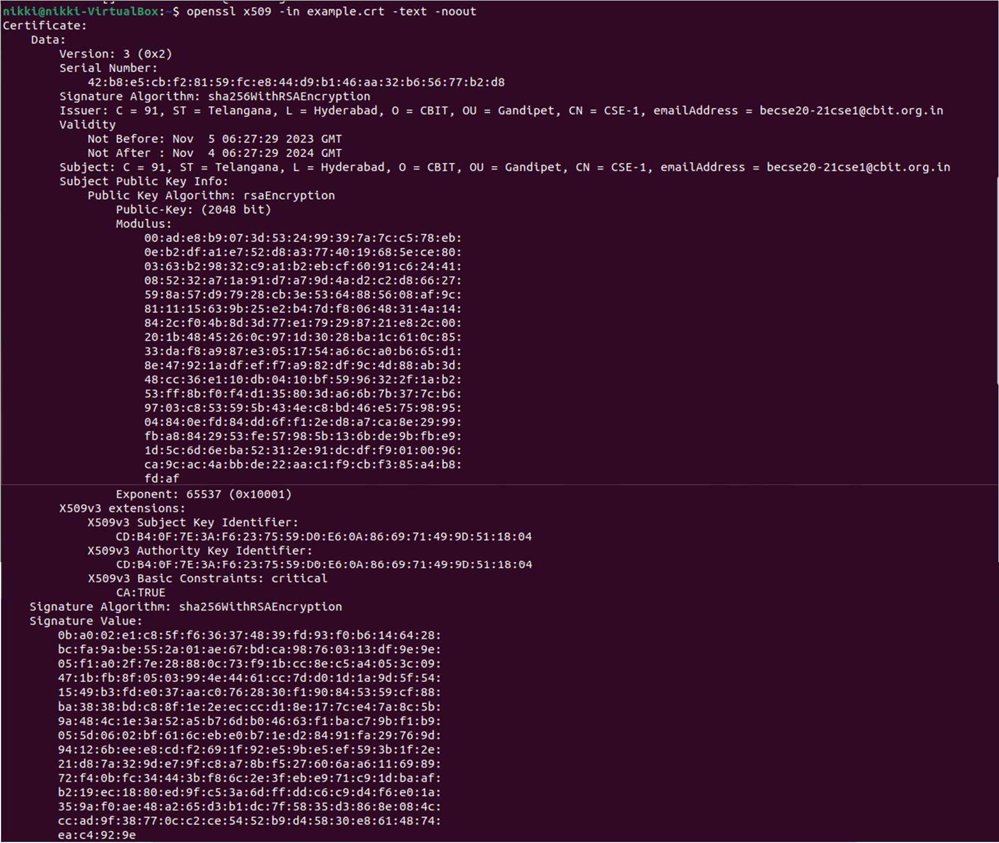 nikki@nikki-VirtualBox:~$ openssl x509 -in example.crt -text -noout
Certificate:
    Data:
        Version: 3 (0x2)
        Serial Number:
            42:b8:e5:cb:f2:81:59:fc:e8:44:d9:b1:46:aa:32:b6:56:77:b2:d8
        Signature Algorithm: sha256WithRSAEncryption
        Issuer: C = 91, ST = Telangana, L = Hyderabad, O = CBIT, OU = Gandipet, CN = CSE-1, emailAddress = becse20-21cse1@cbit.org.in
        Validity
            Not Before: Nov  5 06:27:29 2023 GMT
            Not After : Nov  4 06:27:29 2024 GMT
        Subject: C = 91, ST = Telangana, L = Hyderabad, O = CBIT, OU = Gandipet, CN = CSE-1, emailAddress = becse20-21cse1@cbit.org.in
        Subject Public Key Info:
            Public Key Algorithm: rsaEncryption
                Public-Key: (2048 bit)
                Modulus:
                    00:ad:e8:b9:07:3d:53:24:99:39:7a:7c:c5:78:eb:
                    0e:b2:df:a1:e7:52:d8:a3:77:40:19:68:5e:ce:80:
                    03:63:b2:98:32:c9:a1:b2:eb:cf:60:91:c6:24:41:
                    08:52:32:a7:1a:91:d7:a7:9d:4a:d2:c2:d8:66:27:
                    59:8a:57:d9:79:28:cb:3e:53:64:88:56:08:af:9c:
                    81:11:15:63:9b:25:e2:b4:7d:f8:06:48:31:4a:14:
                    84:2c:f0:4b:8d:3d:77:e1:79:29:87:21:e8:2c:00:
                    20:1b:48:45:26:0c:97:1d:30:28:ba:1c:61:0c:85:
                    33:da:f8:a9:87:e3:05:17:54:a6:6c:a0:b6:65:d1:
                    8e:47:92:1a:df:ef:f7:a9:82:df:9c:4d:88:ab:3d:
                    48:cc:36:e1:10:db:04:10:bf:59:96:32:2f:1a:b2:
                    53:ff:8b:f0:f4:d1:35:80:3d:a6:6b:7b:37:7c:b6:
                    97:03:c8:53:59:5b:43:4e:c8:bd:46:e5:75:98:95:
                    04:84:0e:fd:84:dd:6f:f1:2e:d8:a7:ca:8e:29:99:
                    fb:a8:84:29:53:fe:57:98:5b:13:6b:de:9b:fb:e9:
                    1d:5c:6d:6e:ba:52:31:2e:91:dc:df:f9:01:00:96:
                    ca:9c:ac:4a:bb:de:22:aa:c1:f9:cb:f3:85:a4:b8:
                    fd:af
                Exponent: 65537 (0x10001)
        X509v3 extensions:
            X509v3 Subject Key Identifier:
                CD:B4:0F:7E:3A:F6:23:75:59:D0:E6:0A:86:69:71:49:9D:51:18:04
            X509v3 Authority Key Identifier:
                CD:B4:0F:7E:3A:F6:23:75:59:D0:E6:0A:86:69:71:49:9D:51:18:04
            X509v3 Basic Constraints: critical
                CA:TRUE
    Signature Algorithm: sha256WithRSAEncryption
    Signature Value:
        0b:a0:02:e1:c8:5f:f6:36:37:48:39:fd:93:f0:b6:14:64:28:
        bc:fa:9a:be:55:2a:01:ae:67:bd:ca:98:76:03:13:df:9e:9e:
        05:f1:a0:2f:7e:28:88:0c:73:f9:1b:cc:8e:c5:a4:05:3c:09:
        47:1b:fb:8f:05:03:99:4e:44:61:cc:7d:d0:1d:1a:9d:5f:54:
        15:49:b3:fd:e0:37:aa:c0:76:28:30:f1:90:84:53:59:cf:88:
        ba:38:38:bd:c8:8f:1e:2e:ec:cc:d1:8e:17:7c:e4:7a:8c:5b:
        9a:48:4c:1e:3a:52:a5:b7:6d:b0:46:63:f1:ba:c7:9b:f1:b9:
        05:5d:06:02:bf:61:6c:eb:e0:b7:1e:d2:84:91:fa:29:76:9d:
        94:12:6b:ee:e8:cd:f2:69:1f:92:e5:9b:e5:ef:59:3b:1f:2e:
        21:d8:7a:32:9d:e7:9f:c8:a7:8b:f5:27:60:6a:a6:11:69:89:
        72:f4:0b:fc:34:44:3b:f8:6c:2e:3f:eb:e9:71:c9:1d:ba:af:
        b2:19:ec:18:80:ed:9f:c5:3a:6d:ff:dd:c6:c9:d4:f6:e0:1a:
        35:9a:f0:ae:48:a2:65:d3:b1:dc:7f:58:35:d3:86:8e:08:4c:
        cc:ad:9f:38:77:0c:c2:ce:54:52:b9:d4:58:30:e8:61:48:74:
        ea:c4:92:9e